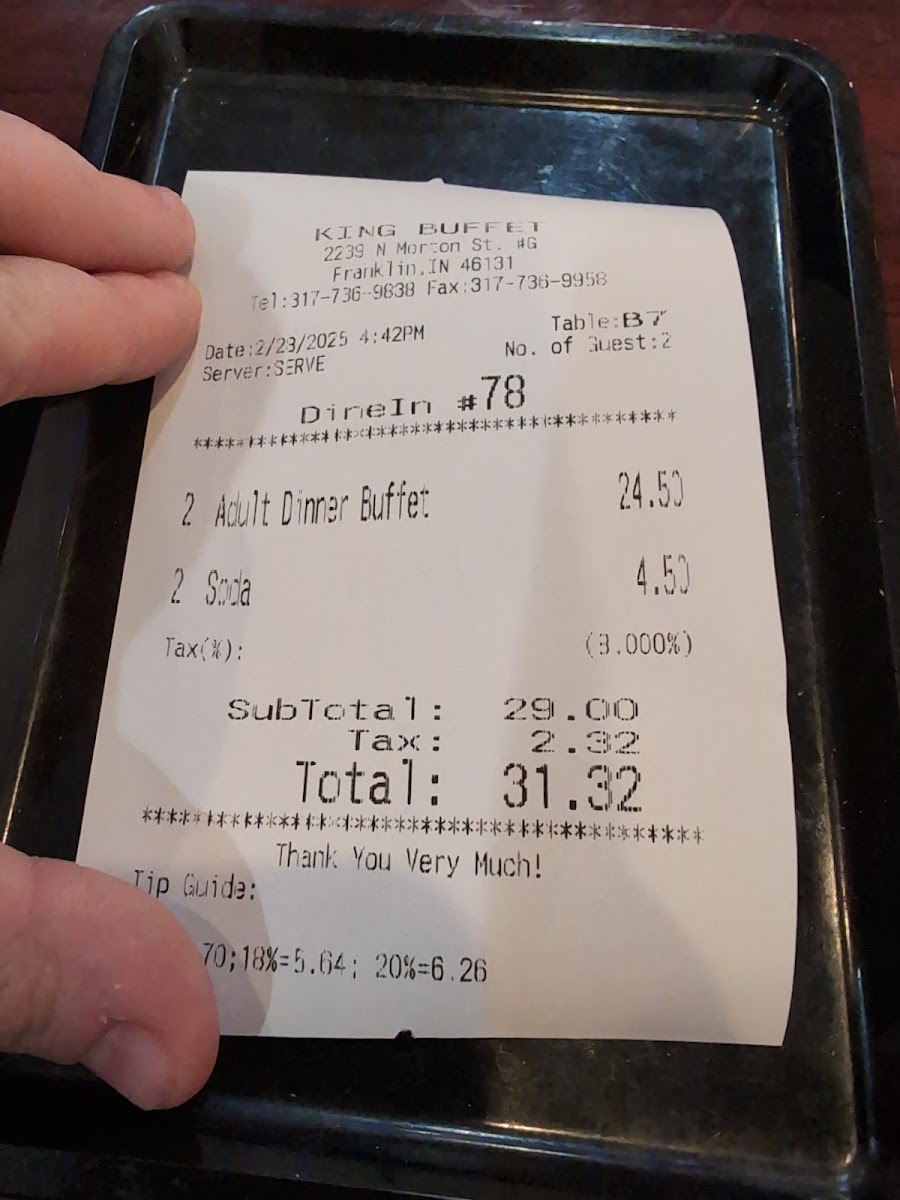 KING BUFFET
2239 N Morton St. #G
Franklin,IN 46131
Tel:317-736-9838 Fax:317-736-9958
Date:2/23/2025 4:42PM
Table:B7
Server:SERVE
No. of Guest:2
DineIn #78
2 Adult Dinner Buffet 24.50
2 Soda 4.50
Tax(%): (8.000%)
SubTotal: 29.00
Tax: 2.32
Total: 31.32
Thank You Very Much!
Tip Guide:
70;18%=5.64; 20%=6.26